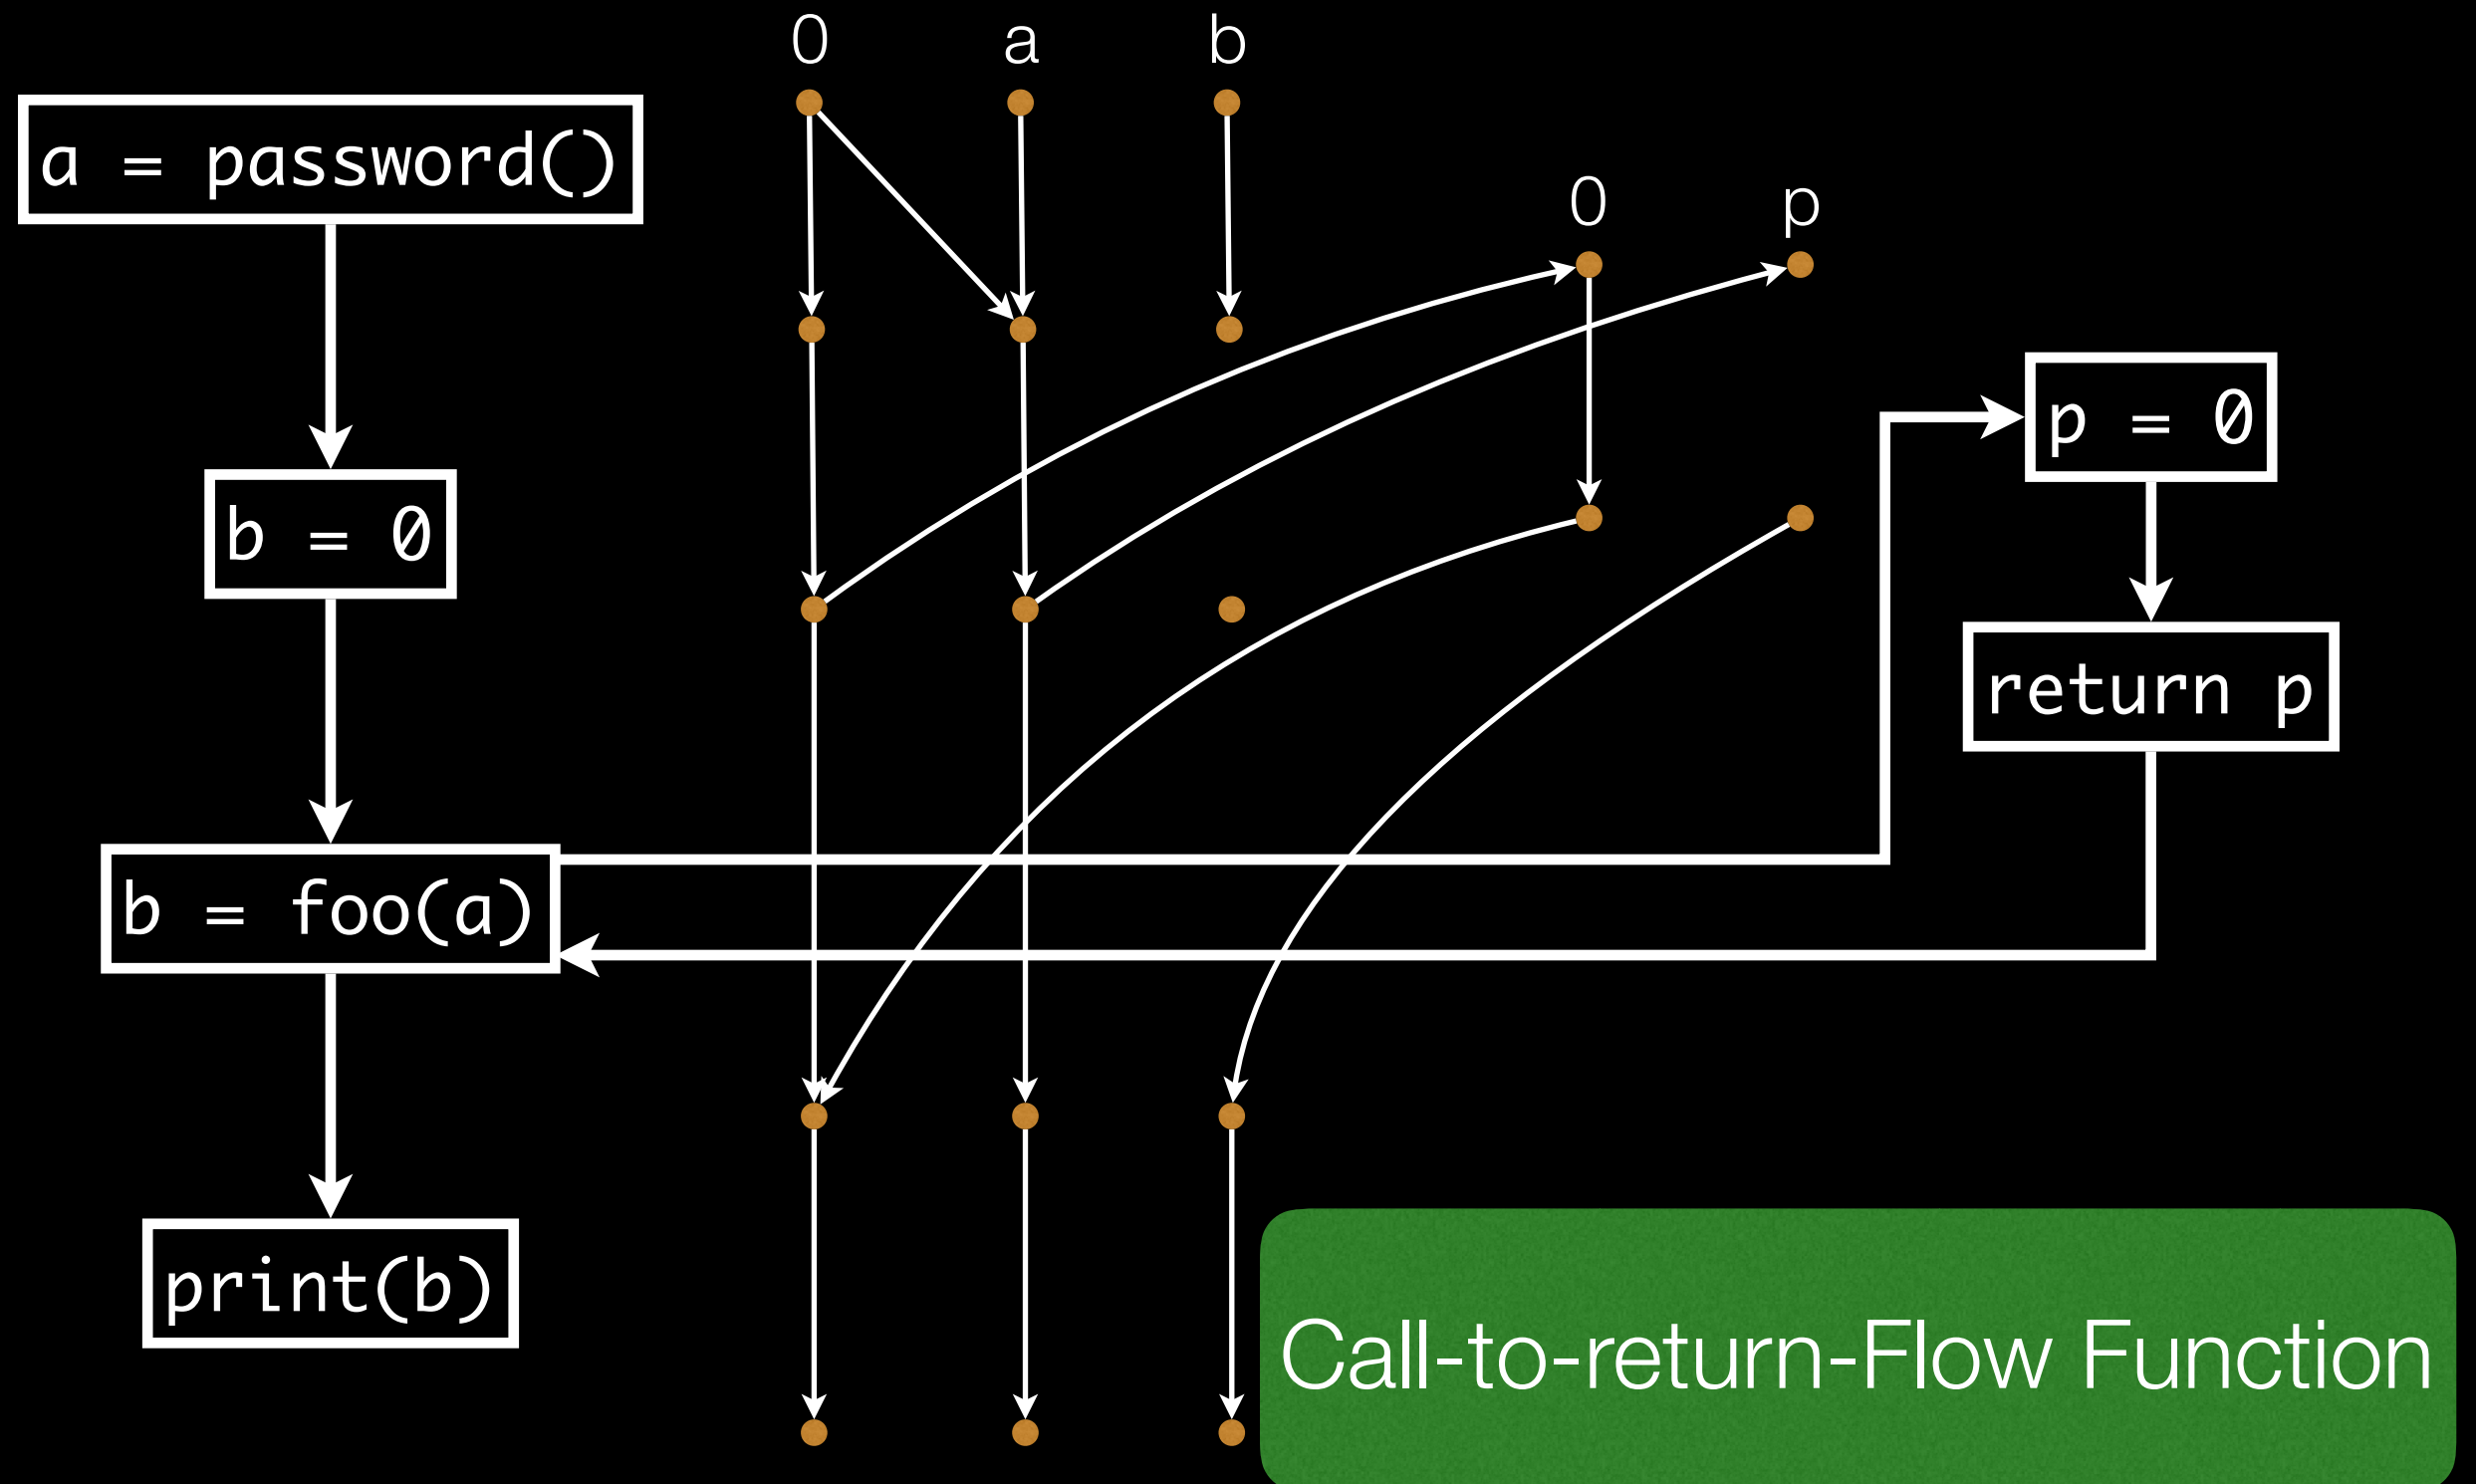 0 a b
a = password()
0 p
p = 0
b = 0
return p
b = foo(a)
print(b)
Call-to-return-Flow Function